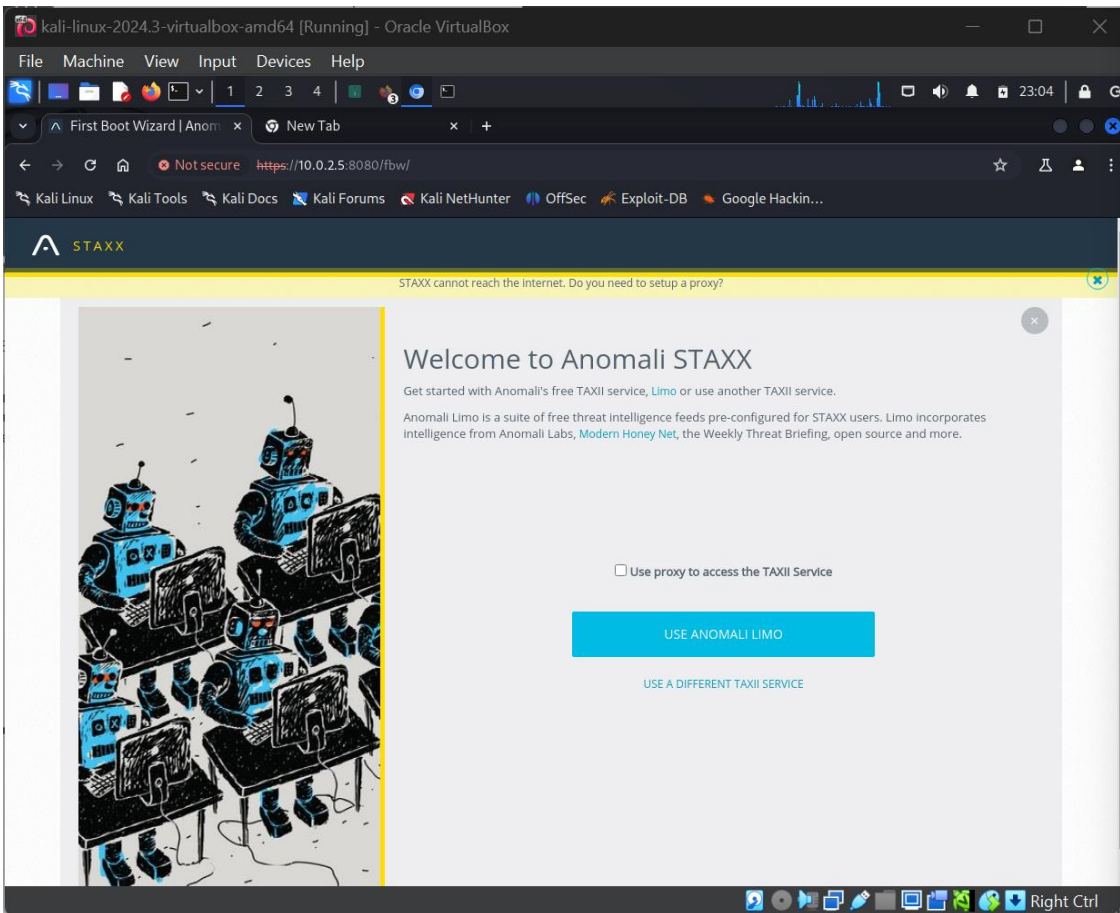 kali-linux-2024.3-virtualbox-amd64 [Running] - Oracle VirtualBox
File Machine View Input Devices Help
1 2 3 4 3 23:04
First Boot Wizard | Anom New Tab
Not secure https://10.0.2.5:8080/fbw/
Kali Linux Kali Tools Kali Docs Kali Forums Kali NetHunter OffSec Exploit-DB Google Hackin...
STAXX
STAXX cannot reach the internet. Do you need to setup a proxy?
Welcome to Anomali STAXX
Get started with Anomali's free TAXII service, Limo or use another TAXII service.
Anomali Limo is a suite of free threat intelligence feeds pre-configured for STAXX users. Limo incorporates
intelligence from Anomali Labs, Modern Honey Net, the Weekly Threat Briefing, open source and more.
Use proxy to access the TAXII Service
USE ANOMALI LIMO
USE A DIFFERENT TAXII SERVICE
Right Ctrl